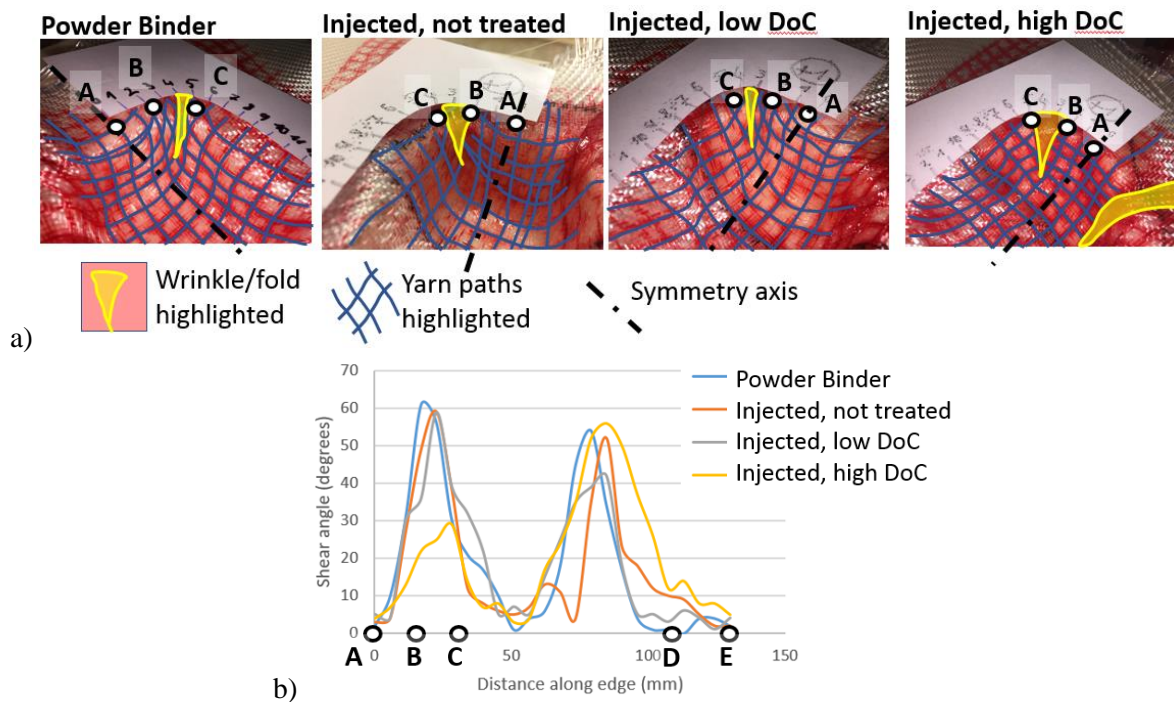 Powder Binder
Injected, not treated
Injected, low DoC
Injected, high DoC
A
B
C
C
B
A
C
B
A
C
B
A
Wrinkle/fold
highlighted
Yarn paths
highlighted
Symmetry axis
a)
70
60
50
40
30
20
10
0
Shear angle (degrees)
Powder Binder
Injected, not treated
Injected, low DoC
Injected, high DoC
A B C D E
0 50 100 150
Distance along edge (mm)
b)